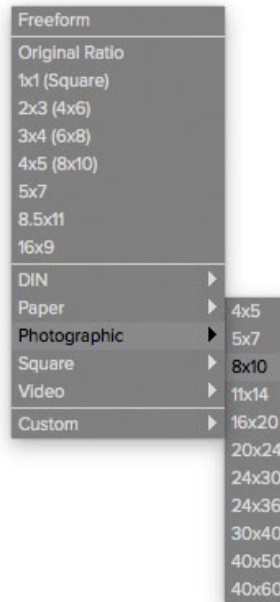 Freeform
Original Ratio
1x1 (Square)
2x3 (4x6)
3x4 (6x8)
4x5 (8x10)
5x7
8.5x11
16x9
DIN
Paper
Photographic
Square
Video
Custom
4x5
5x7
8x10
11x14
16x20
20x24
24x30
24x36
30x40
40x50
40x60